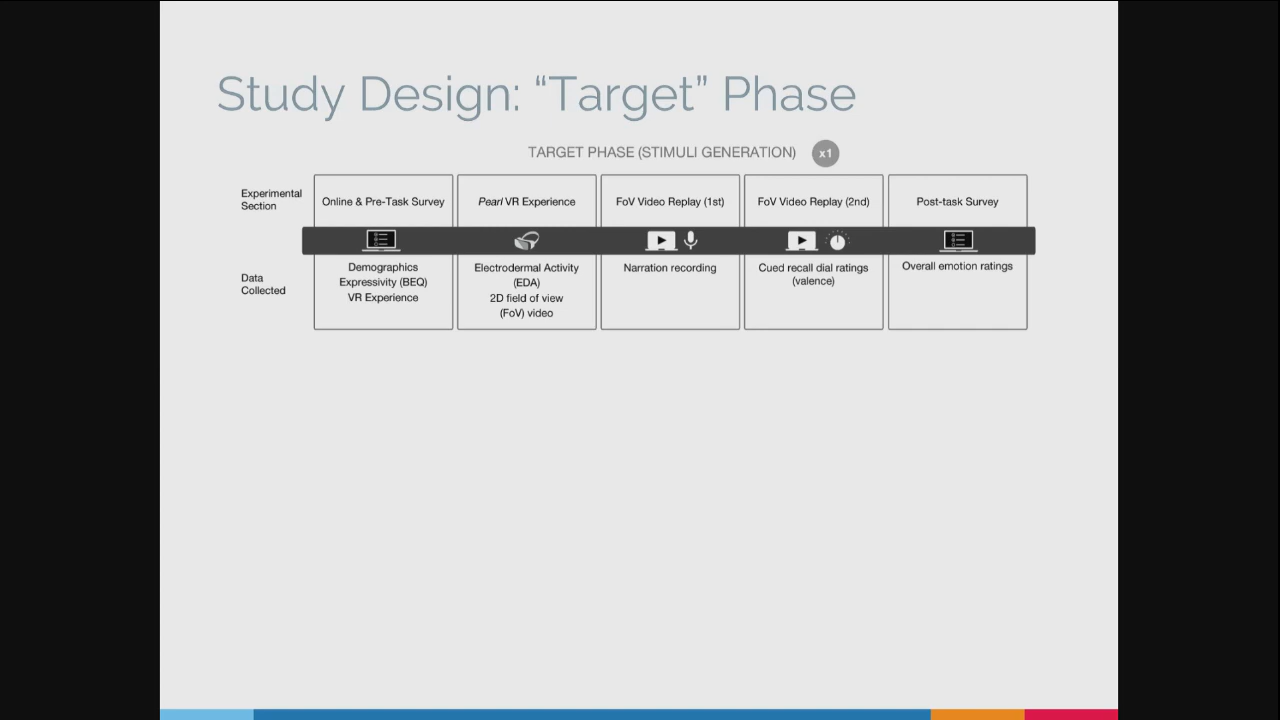 Study Design: “Target” Phase
TARGET PHASE (STIMULI GENERATION) x1
Experimental
Section
Online & Pre-Task Survey
Pearl VR Experience
FoV Video Replay (1st)
FoV Video Replay (2nd)
Post-task Survey
Data
Collected
Demographics
Expressivity (BEQ)
VR Experience
Electrodermal Activity
(EDA)
2D field of view
(FoV) video
Narration recording
Cued recall dial ratings
(valence)
Overall emotion ratings